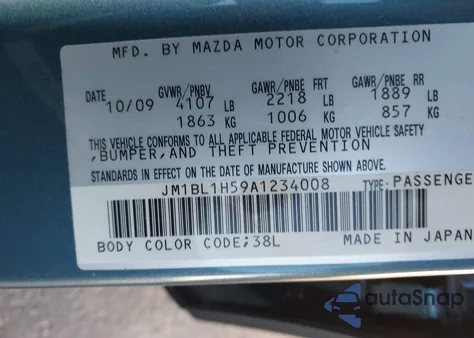 MFD. BY MAZDA MOTOR CORPORATION
DATE GVWR/PNBV GAWR/PNBE FRT GAWR/PNBE RR
10/09 4107 LB 2218 LB 1889 LB
1863 KG 1006 KG 857 KG
THIS VEHICLE CONFORMS TO ALL APPLICABLE FEDERAL MOTOR VEHICLE SAFETY
,BUMPER,AND THEFT PREVENTION
STANDARDS IN EFFECT ON THE DATE OF MANUFACTURE SHOWN ABOVE.
JM1BL1H59A1234008 TYPE: PASSENGE
BODY COLOR CODE;38L MADE IN JAPAN
autoSnap